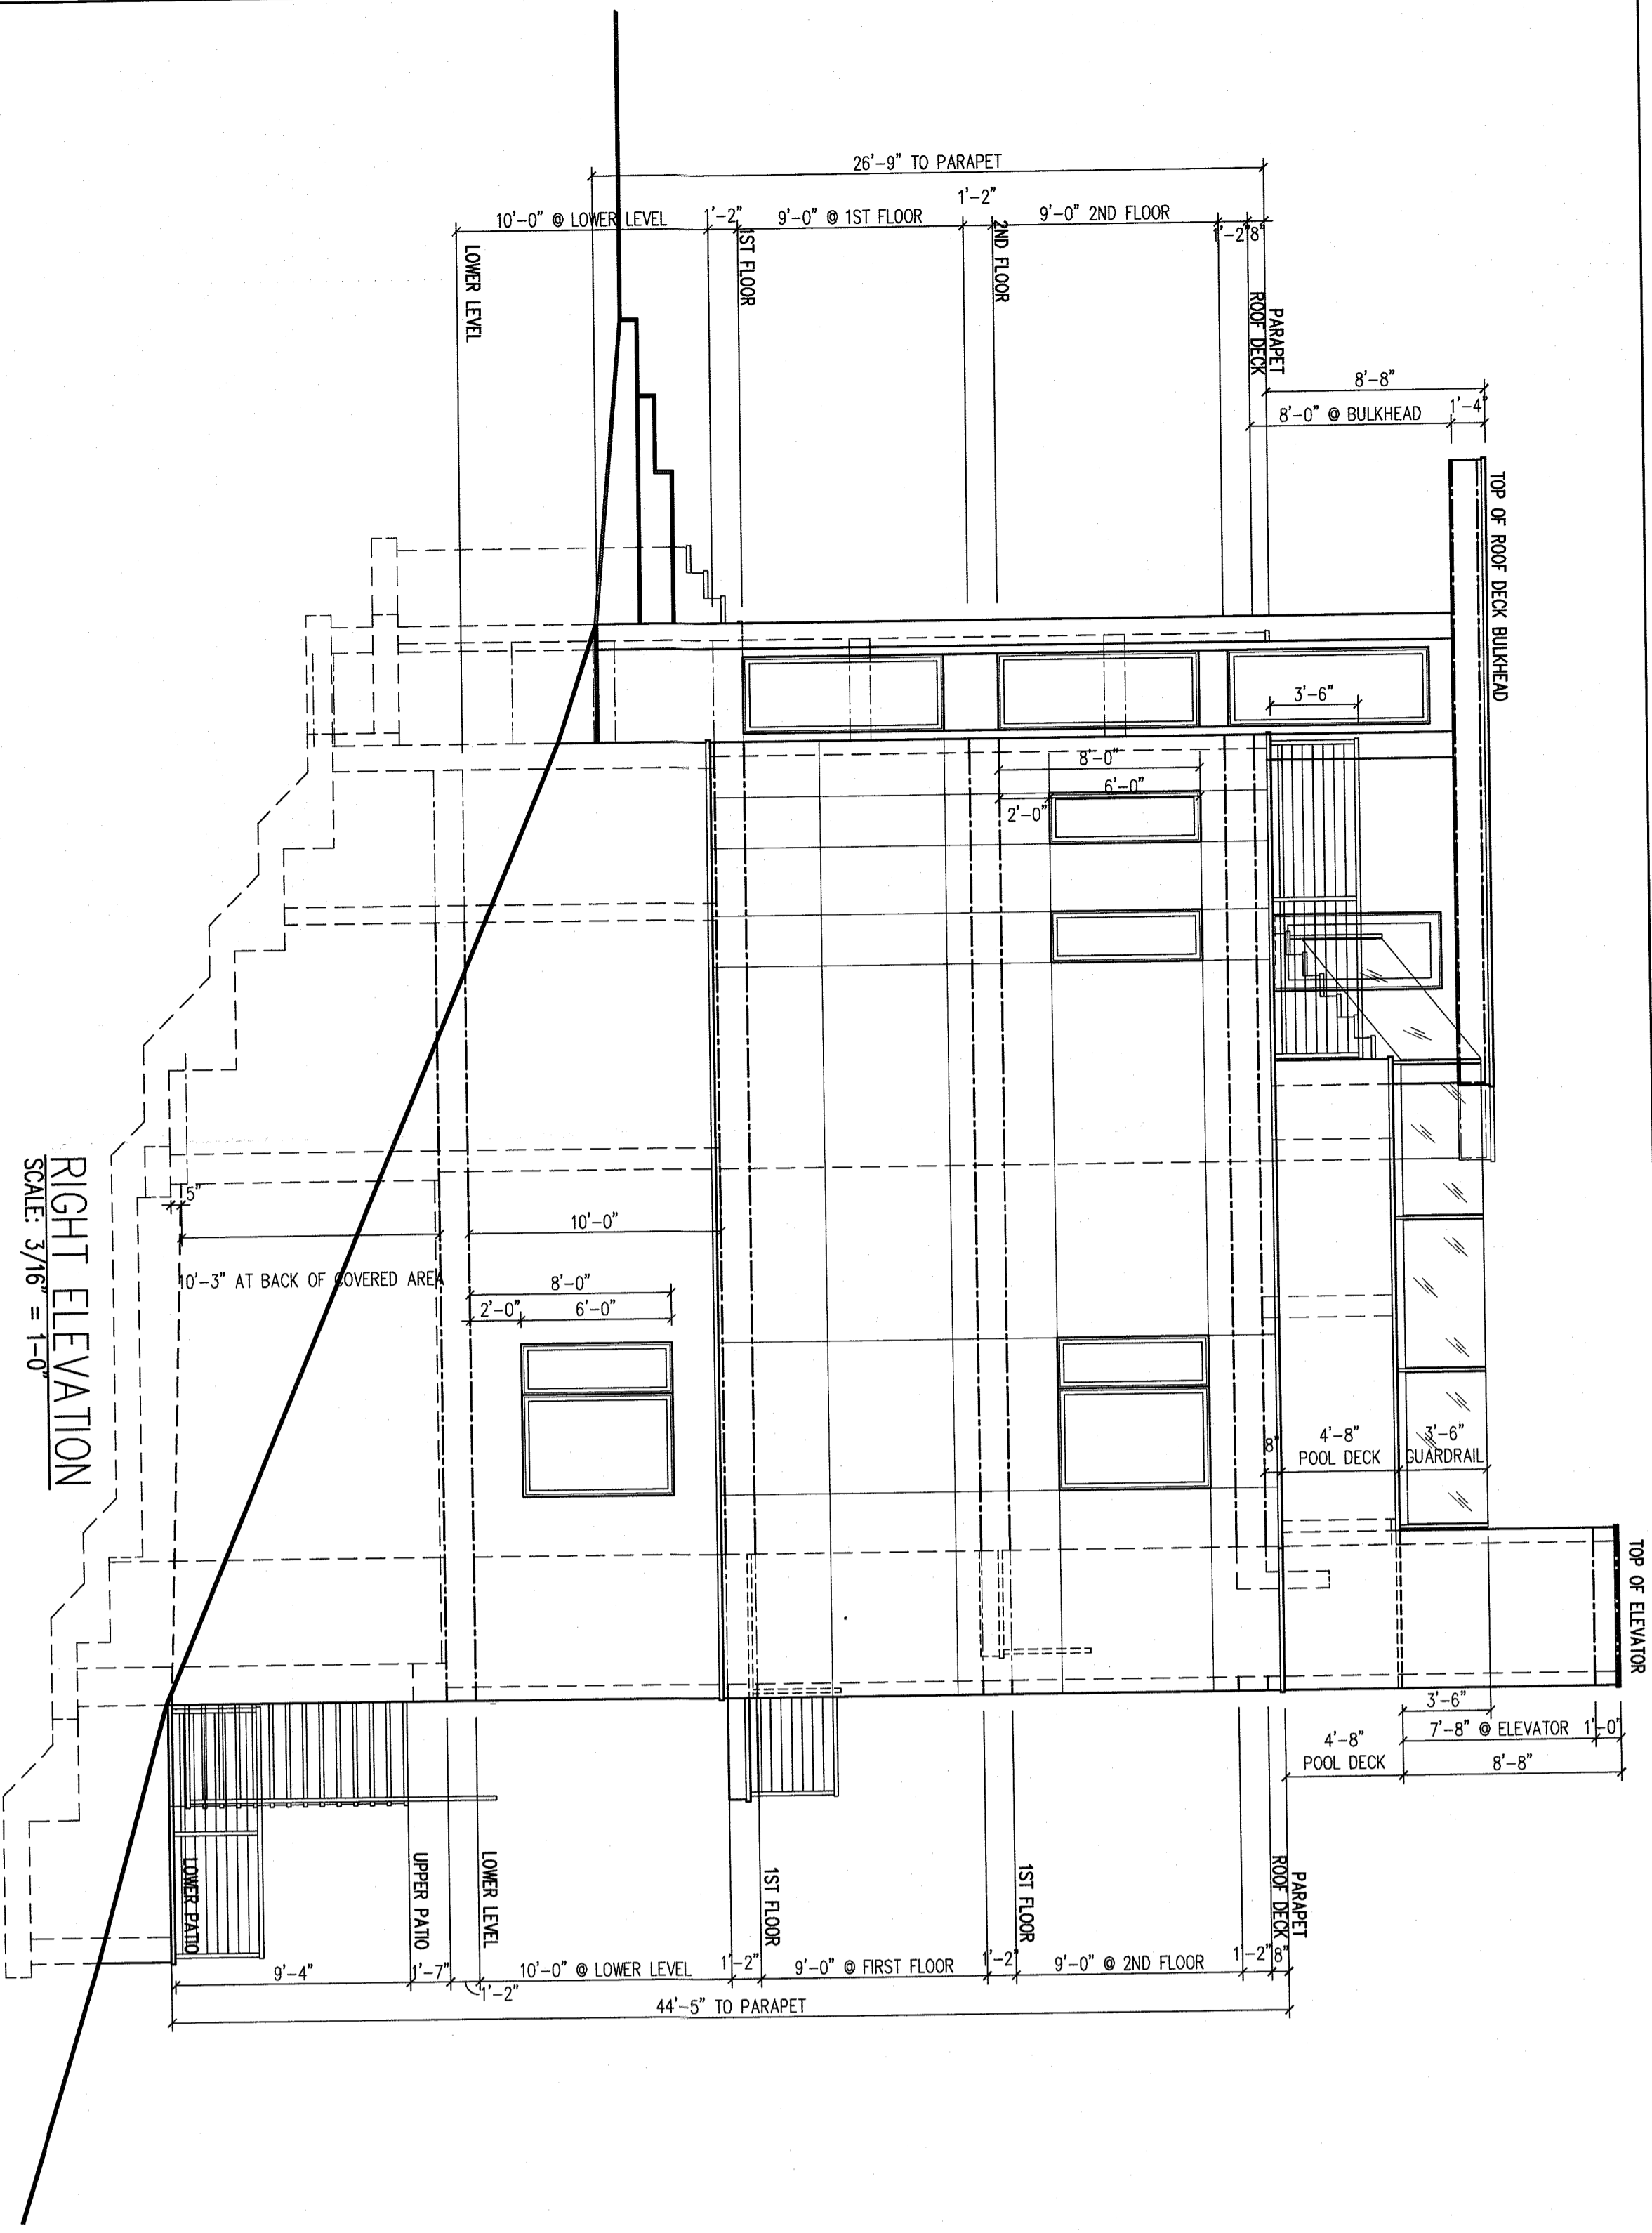 26'-9" TO PARAPET
1'-2"
10'-0" @ LOWER LEVEL
1'-2"
9'-0" @ 1ST FLOOR
9'-0" 2ND FLOOR
1'-2"
8"
LOWER LEVEL
1ST FLOOR
2ND FLOOR
PARAPET
ROOF DECK
8'-8"
8'-0" @ BULKHEAD
1'-4"
TOP OF ROOF DECK BULKHEAD
3'-6"
8'-0"
6'-0"
2'-0"
5"
10'-0"
10'-3" AT BACK OF COVERED AREA
8'-0"
2'-0"
6'-0"
8"
4'-8"
POOL DECK
3'-6"
GUARDRAIL
TOP OF ELEVATOR
3'-6"
7'-8" @ ELEVATOR
1'-0"
4'-8"
POOL DECK
8'-8"
LOWER PATIO
UPPER PATIO
LOWER LEVEL
1ST FLOOR
1ST FLOOR
PARAPET
ROOF DECK
9'-4"
1'-7"
1'-2"
10'-0" @ LOWER LEVEL
1'-2"
9'-0" @ FIRST FLOOR
1'-2"
9'-0" @ 2ND FLOOR
1'-2"
8"
44'-5" TO PARAPET
RIGHT ELEVATION
SCALE: 3/16" = 1-0"